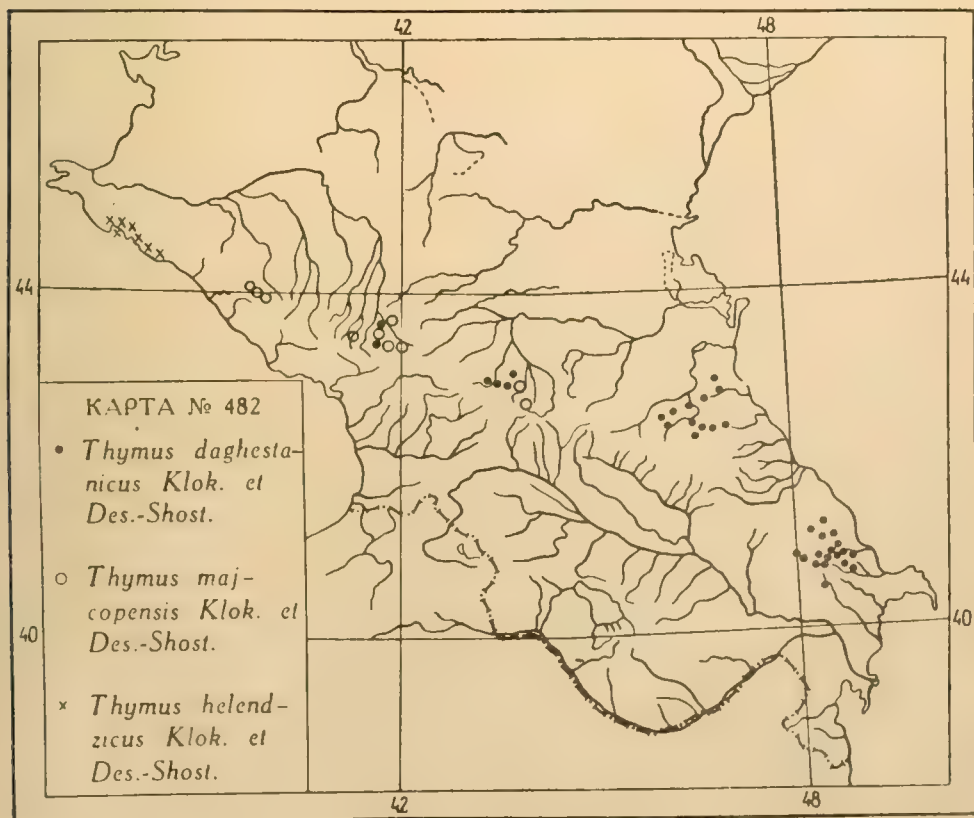 42 48
44 44
КАРТА № 482
Thymus daghesta-
nicus Klok. et
Des.-Shost.
Thymus maj-
copensis Klok. et
Des.-Shost.
40 40
Thymus helend-
zicus Klok. et
Des.-Shost.
42 48